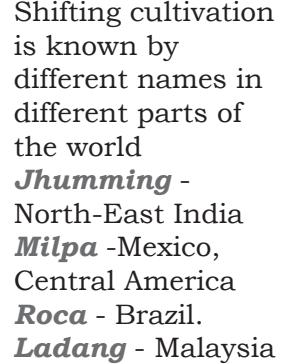 Shifting cultivation
is known by
different names in
different parts of
the world
Jhumming -
North-East India
Milpa -Mexico,
Central America
Roca - Brazil.
Ladang - Malaysia